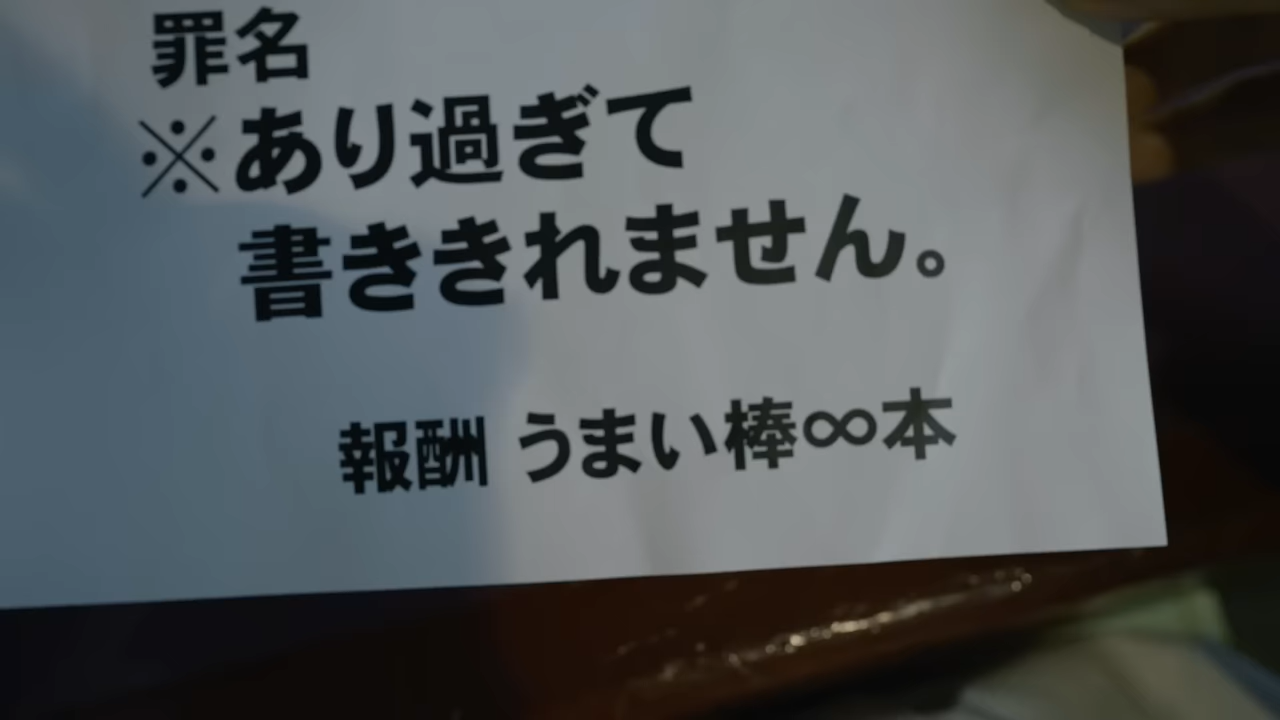 罪名
※あり過ぎて
書ききれません。
報酬 うまい棒∞本